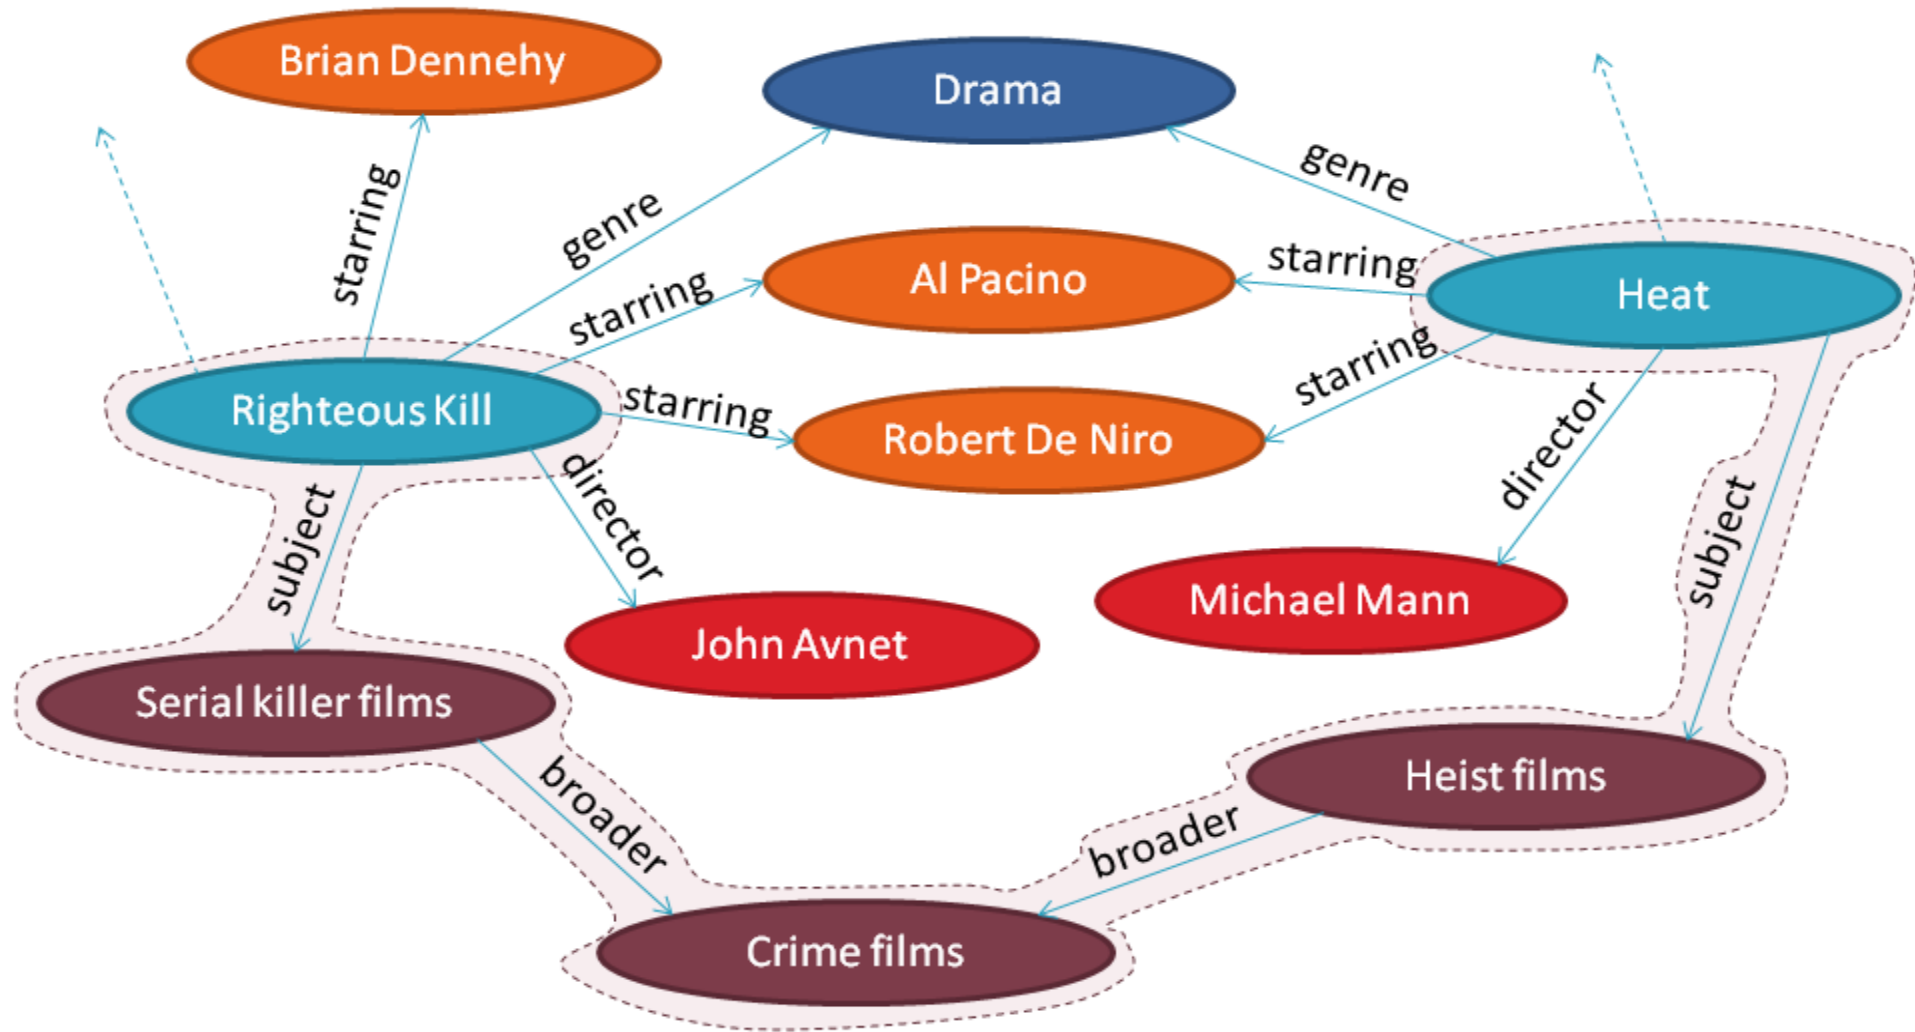 Brian Dennehy
Drama
genre
genre
starring
starring
Al Pacino
starring
Heat
starring
starring
Righteous Kill
starring
Robert De Niro
director
director
subject
subject
Michael Mann
John Avnet
Serial killer films
Heist films
broader
broader
Crime films